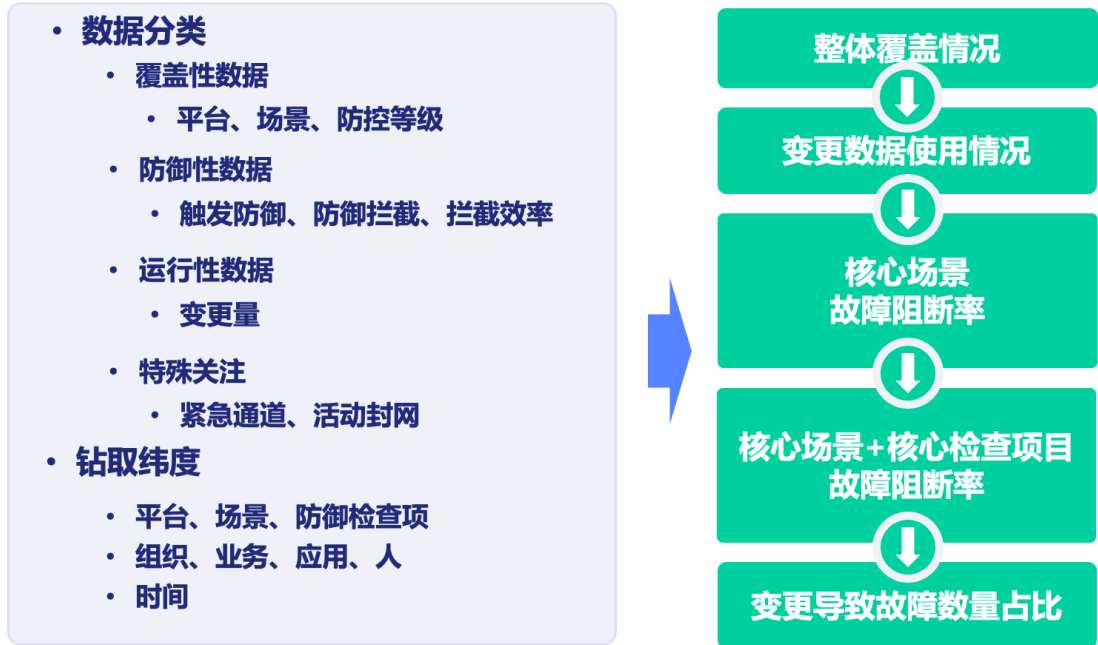 • 数据分类
• 覆盖性数据
• 平台、场景、防控等级
• 防御性数据
• 触发防御、防御拦截、拦截效率
• 运行性数据
• 变更量
• 特殊关注
• 紧急通道、活动封网
• 钻取纬度
• 平台、场景、防御检查项
• 组织、业务、应用、人
• 时间
整体覆盖情况
变更数据使用情况
核心场景
故障阻断率
核心场景+核心检查项目
故障阻断率
变更导致故障数量占比